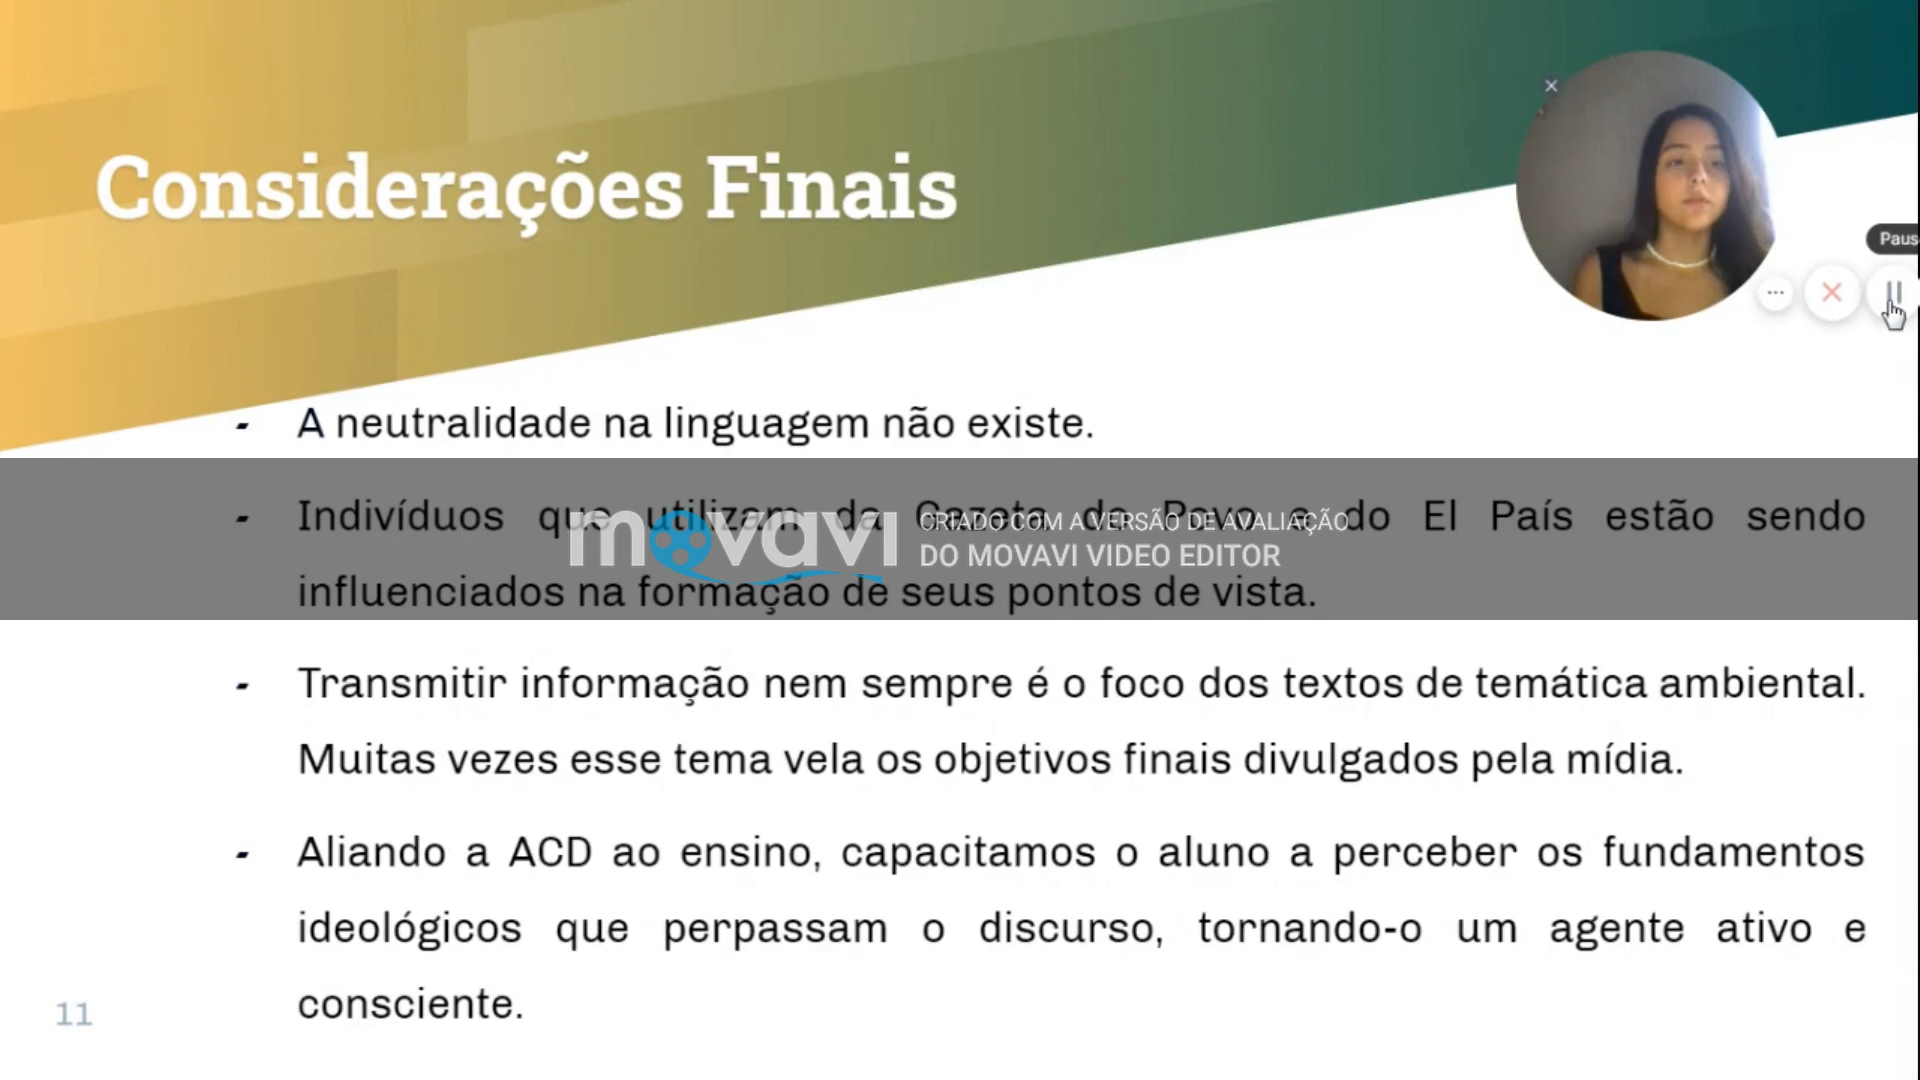 Considerações Finais
Paus
- A neutralidade na linguagem não existe.
- Indivíduos que utilizam da Gazeta do Povo e do El País estão sendo
movavi CRIADO COM A VERSÃO DE AVALIAÇÃO
DO MOVAVI VIDEO EDITOR
influenciados na formação de seus pontos de vista.
- Transmitir informação nem sempre é o foco dos textos de temática ambiental.
Muitas vezes esse tema vela os objetivos finais divulgados pela mídia.
- Aliando a ACD ao ensino, capacitamos o aluno a perceber os fundamentos
ideológicos que perpassam o discurso, tornando-o um agente ativo e
consciente.
11